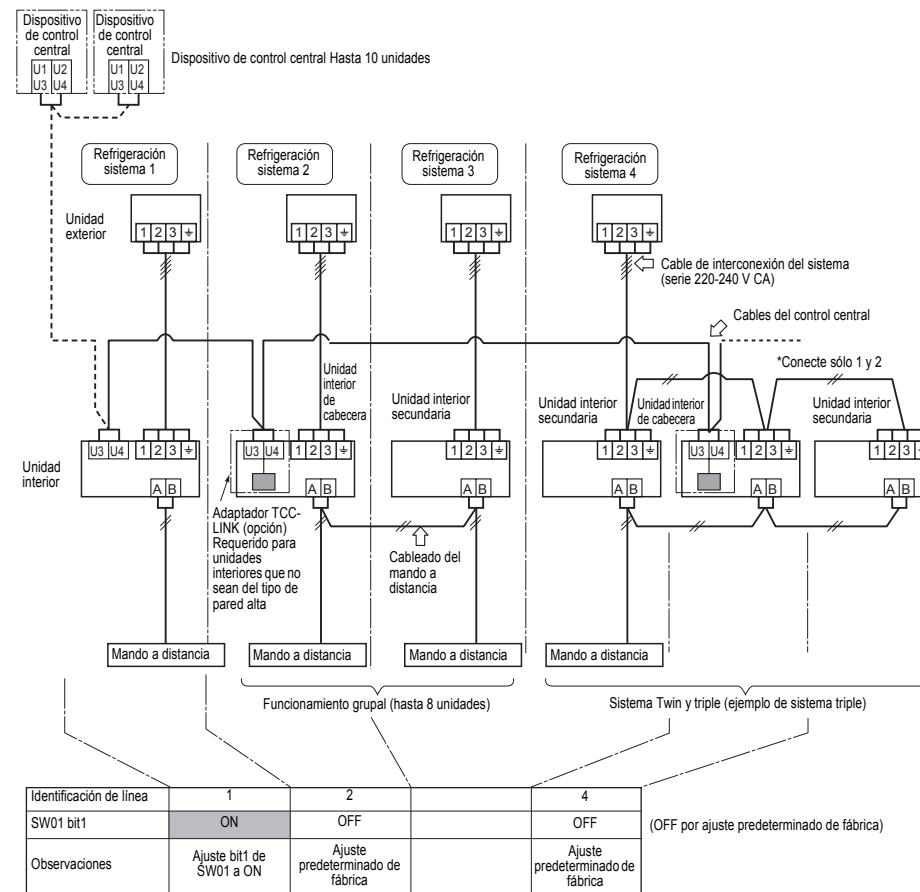 Dispositivo de control central
Dispositivo de control central
U1 U2
U3 U4
U1 U2
U3 U4
Dispositivo de control central Hasta 10 unidades
Refrigeración sistema 1
Refrigeración sistema 2
Refrigeración sistema 3
Refrigeración sistema 4
Unidad exterior
1 2 3
1 2 3
1 2 3
1 2 3
Cable de interconexión del sistema
(serie 220-240 V CA)
Cables del control central
*Conecte sólo 1 y 2
Unidad interior de cabecera
Unidad interior secundaria
Unidad interior secundaria
Unidad interior de cabecera
Unidad interior secundaria
Unidad interior
U3 U4 1 2 3
U3 U4 1 2 3
1 2 3
1 2 3
U3 U4 1 2 3
1 2 3
A B
A B
A B
A B
A B
A B
Adaptador TCC-
LINK (opción)
Requerido para
unidades
interiores que no
sean del tipo de
pared alta
Cableado del
mando a
distancia
Mando a distancia
Mando a distancia
Mando a distancia
Mando a distancia
Funcionamiento grupal (hasta 8 unidades)
Sistema Twin y triple (ejemplo de sistema triple)
Identificación de línea 1 2 4
SW01 bit1 ON OFF OFF (OFF por ajuste predeterminado de fábrica)
Observaciones
Ajuste bit1 de SW01 a ON
Ajuste predeterminado de fábrica
Ajuste predeterminado de fábrica